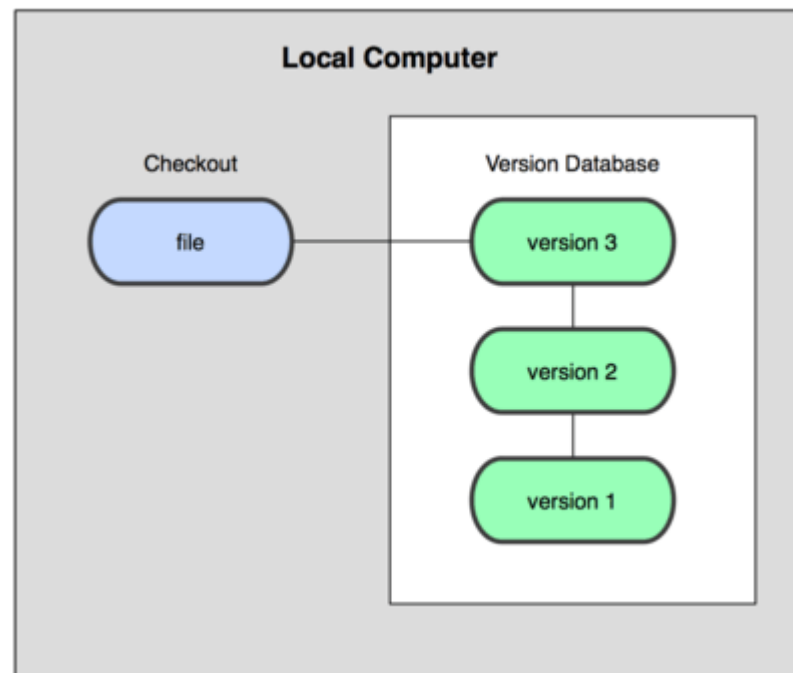 Local Computer
Checkout
Version Database
file
version 3
version 2
version 1